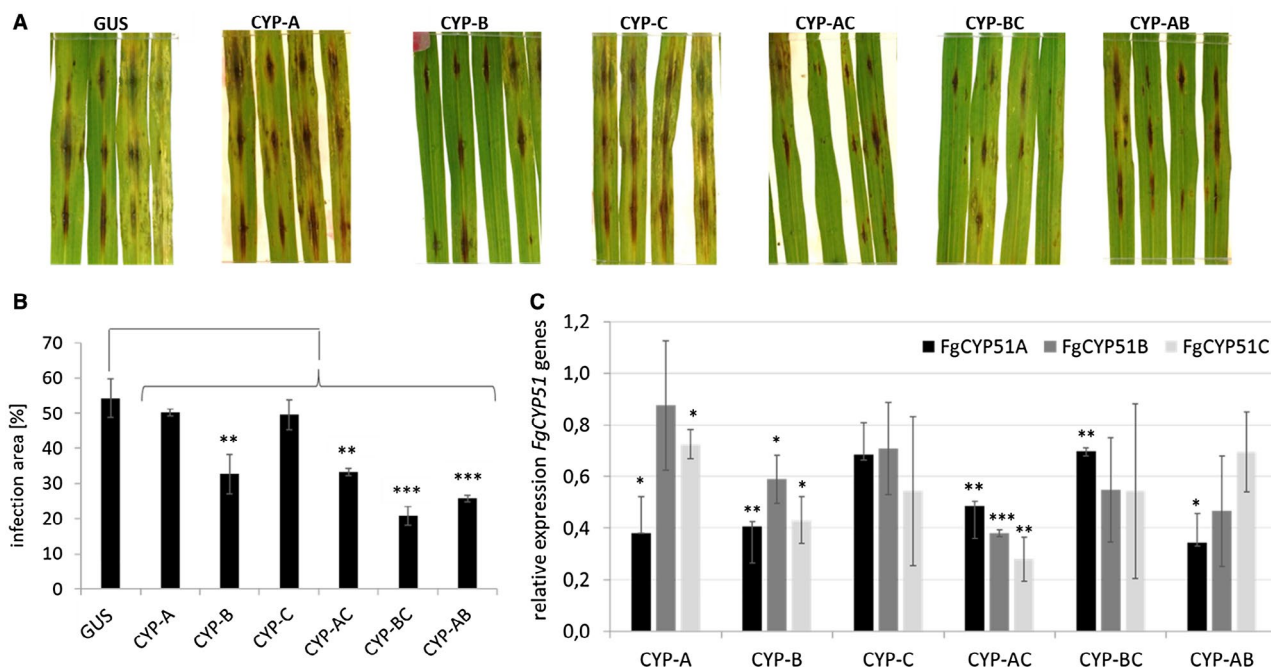 A
GUS CYP-A CYP-B CYP-C CYP-AC CYP-BC CYP-AB
B
infection area [%]
70
60
50
40
30
20
10
0
** ** *** ***
GUS CYP-A CYP-B CYP-C CYP-AC CYP-BC CYP-AB
C
relative expression FgCYP51 genes
FgCYP51A FgCYP51B FgCYP51C
1,2
1,0
0,8
0,6
0,4
0,2
0,0
* * ** * * ** *** ** ** *
CYP-A CYP-B CYP-C CYP-AC CYP-BC CYP-AB